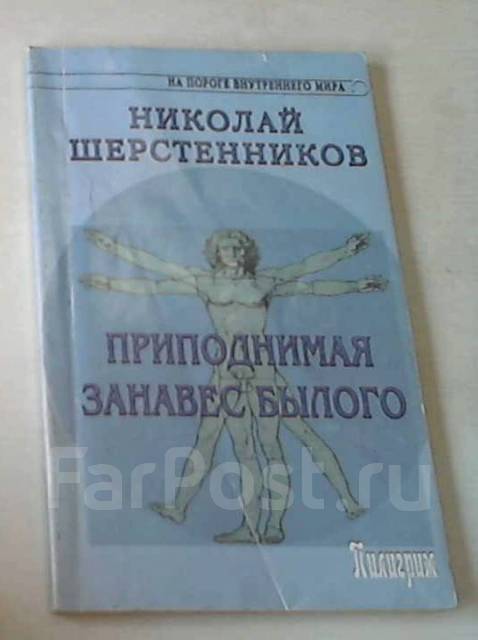 НА ПОРОГЕ ВНУТРЕННЕГО МИРА
НИКОЛАЙ
ШЕРСТЕННИКОВ
ПРИПОДНИМАЯ
ЗАНАВЕС БЫЛОГО
FarPost.ru
Пилигрим